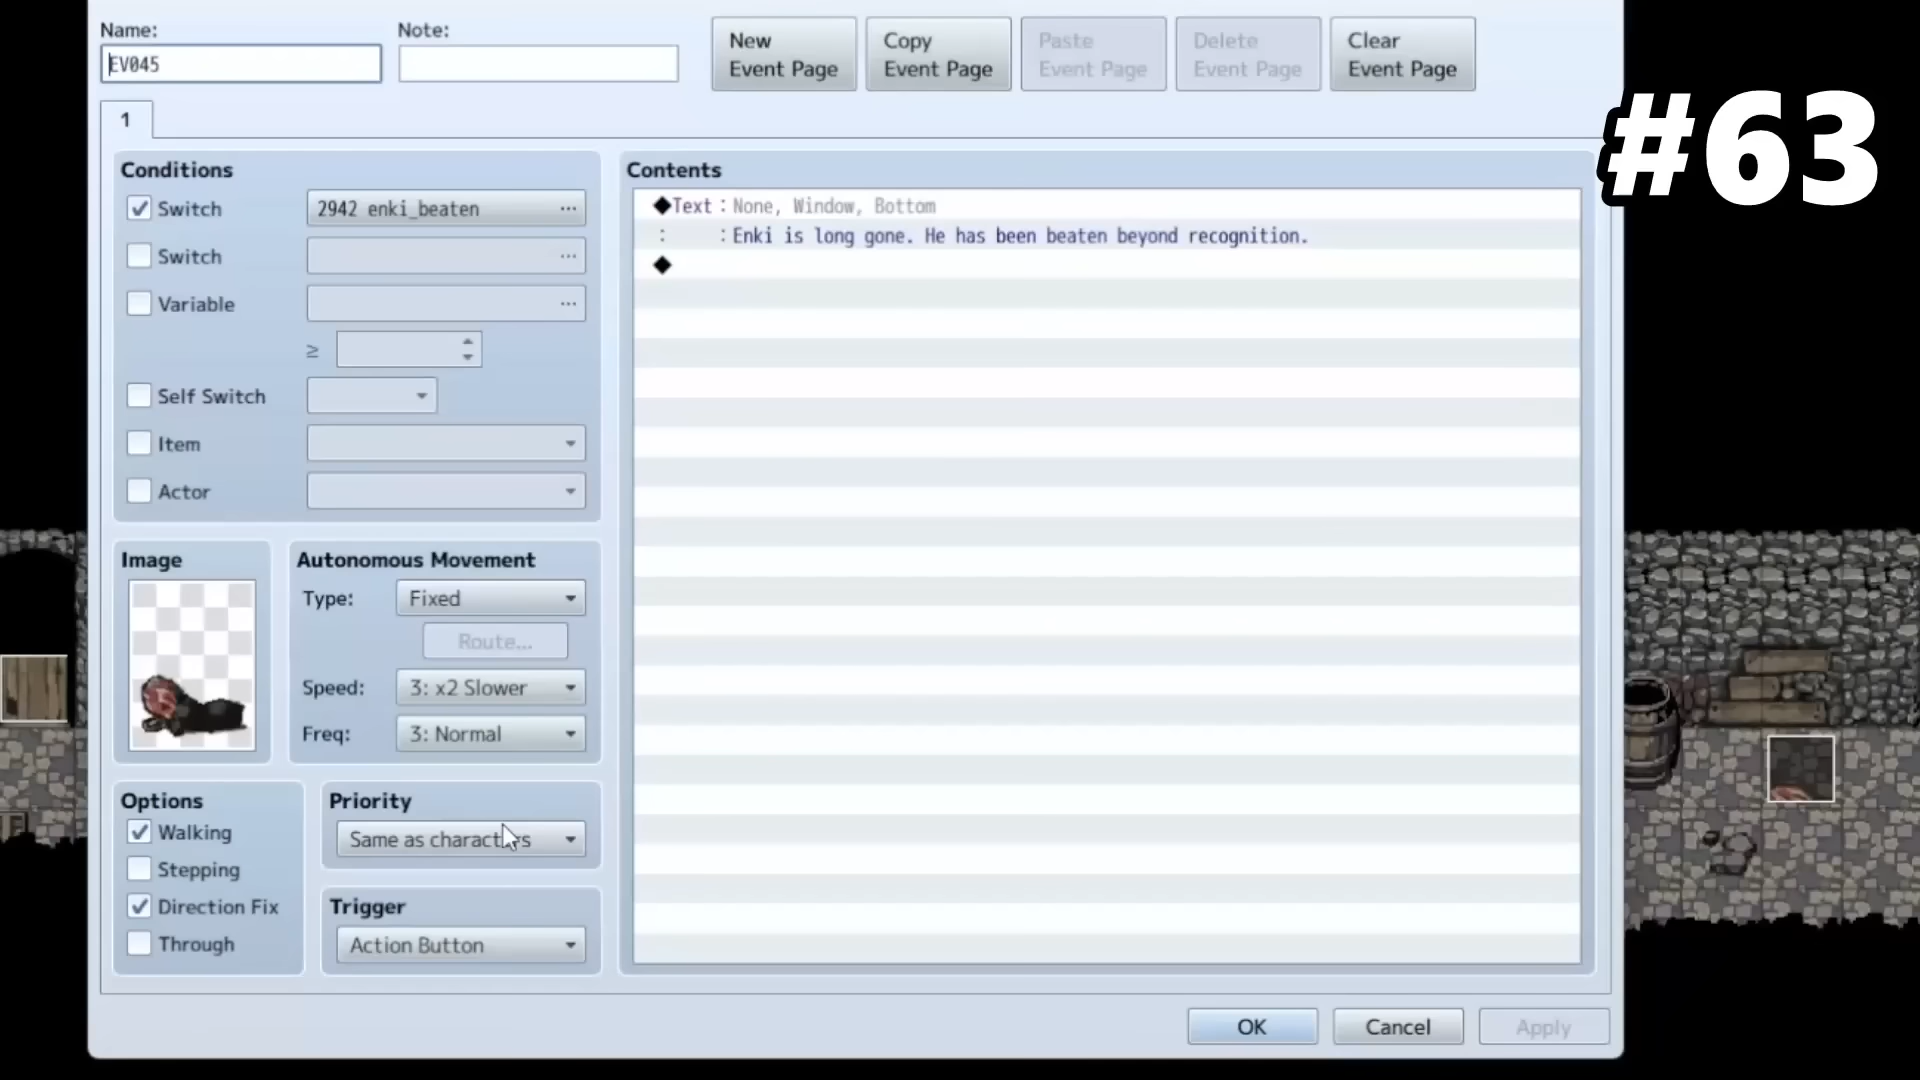 Name:
Note:
EV045
New
Event Page
Copy
Event Page
Paste
Event Page
Delete
Event Page
Clear
Event Page
#63
1
Conditions
Switch
2942 enki_beaten ...
Switch
...
Variable
...
≥
Self Switch
Item
Actor
Contents
◆Text : None, Window, Bottom
: : Enki is long gone. He has been beaten beyond recognition.
◆
Image
Autonomous Movement
Type:
Fixed
Route...
Speed:
3: x2 Slower
Freq:
3: Normal
Options
Walking
Stepping
Direction Fix
Through
Priority
Same as characters
Trigger
Action Button
OK
Cancel
Apply